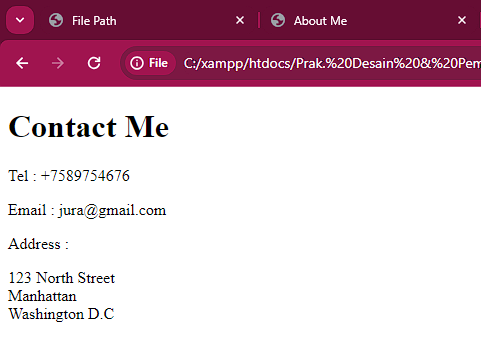 File Path
About Me
File
C:/xampp/htdocs/Prak.%20Desain%20&%20Pem
Contact Me
Tel : +7589754676
Email : jura@gmail.com
Address :
123 North Street
Manhattan
Washington D.C